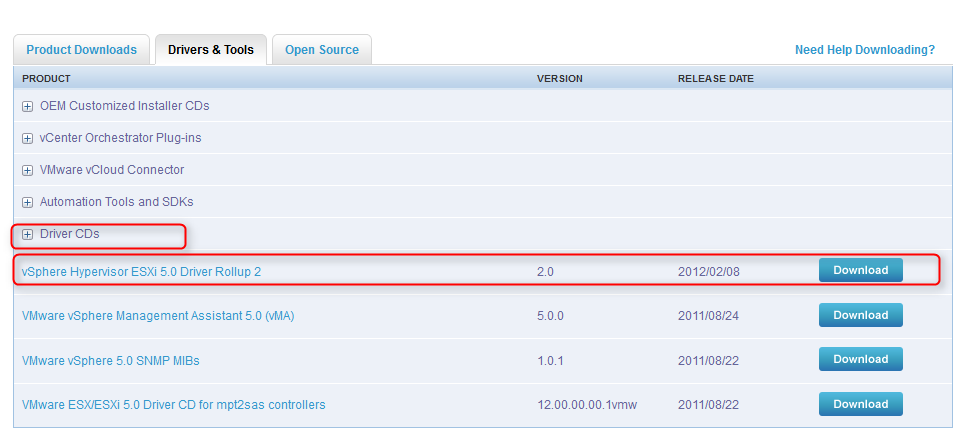 Product Downloads Drivers & Tools Open Source Need Help Downloading?
PRODUCT VERSION RELEASE DATE
OEM Customized Installer CDs
vCenter Orchestrator Plug-ins
VMware vCloud Connector
Automation Tools and SDKs
Driver CDs
vSphere Hypervisor ESXi 5.0 Driver Rollup 2 2.0 2012/02/08 Download
VMware vSphere Management Assistant 5.0 (vMA) 5.0.0 2011/08/24 Download
VMware vSphere 5.0 SNMP MIBs 1.0.1 2011/08/22 Download
VMware ESX/ESXi 5.0 Driver CD for mpt2sas controllers 12.00.00.00.1vmw 2011/08/22 Download